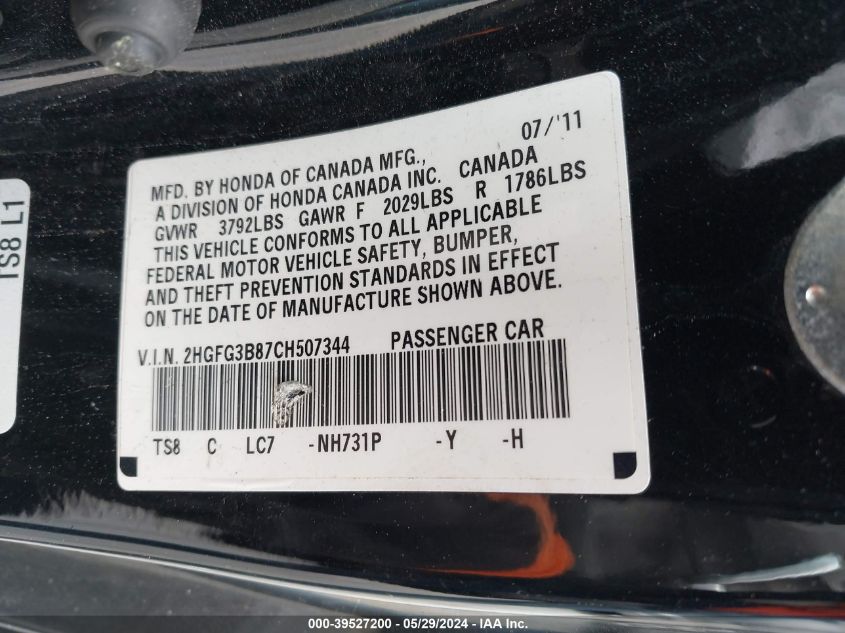 07/'11
MFD. BY HONDA OF CANADA MFG.,
A DIVISION OF HONDA CANADA INC. CANADA
GVWR 3792LBS GAWR F 2029LBS R 1786LBS
THIS VEHICLE CONFORMS TO ALL APPLICABLE
FEDERAL MOTOR VEHICLE SAFETY, BUMPER,
AND THEFT PREVENTION STANDARDS IN EFFECT
ON THE DATE OF MANUFACTURE SHOWN ABOVE.
V.I.N. 2HGFG3B87CH507344 PASSENGER CAR
TS8 C LC7 -NH731P -Y -H
TS8 L1
000-39527200 - 05/29/2024 - IAA Inc.